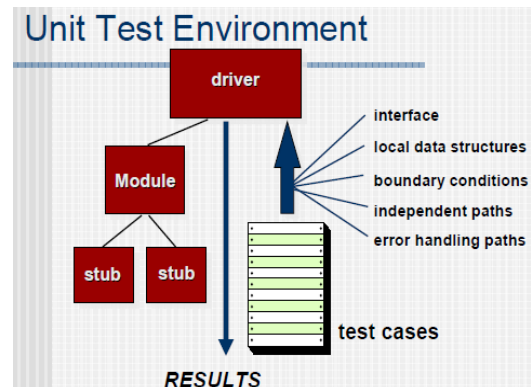 Unit Test Environment
driver
interface
local data structures
Module
boundary conditions
independent paths
stub
stub
error handling paths
test cases
RESULTS